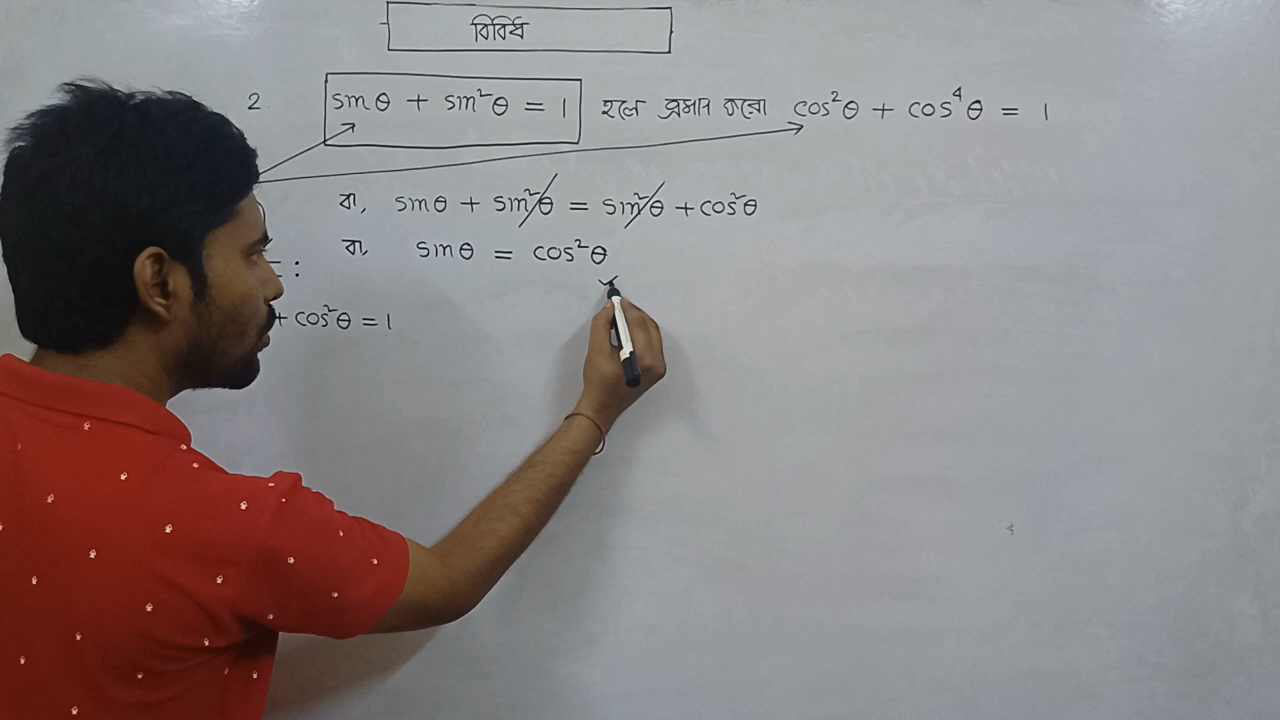 বিবিধ
2 sinθ + sin²θ = 1 হলে প্রমান করো cos²θ + cos⁴θ = 1
বা, sinθ + sin²θ = sin²θ + cos²θ
বা, sinθ = cos²θ
:
+ cos²θ = 1